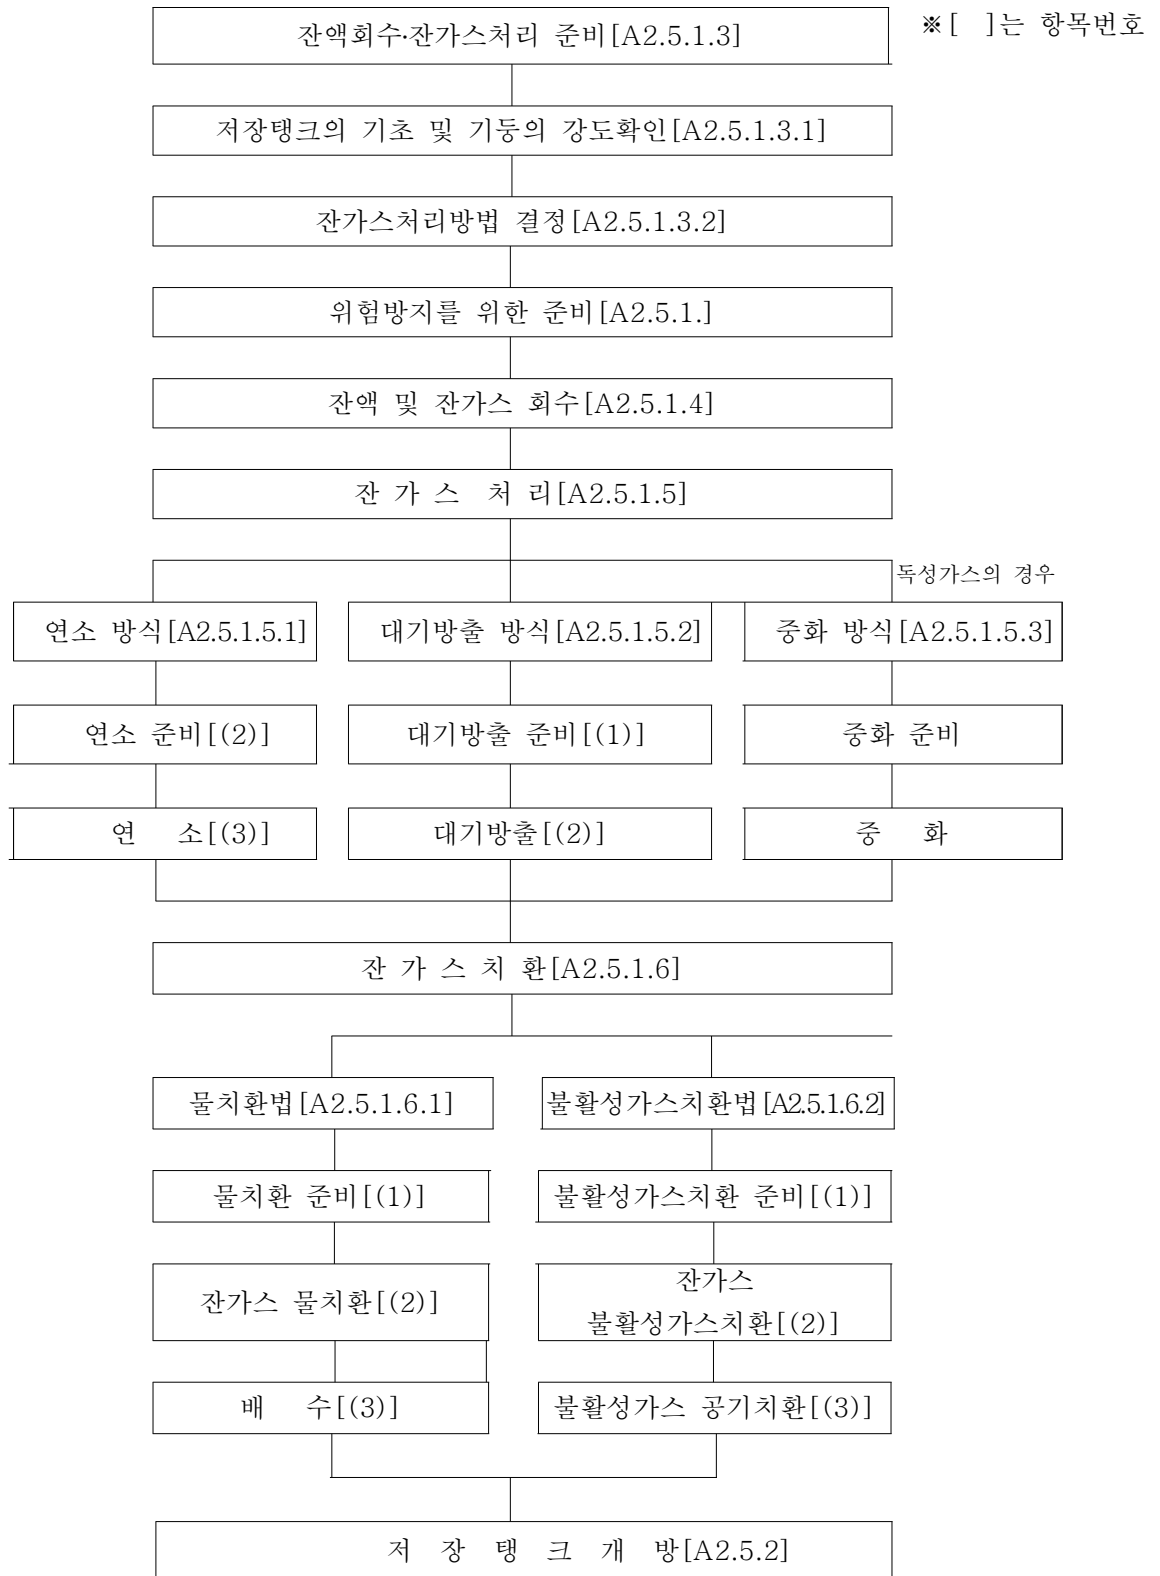 잔액회수·잔가스처리 준비[A2.5.1.3]
※[ ]는 항목번호
저장탱크의 기초 및 기둥의 강도확인[A2.5.1.3.1]
잔가스처리방법 결정[A2.5.1.3.2]
위험방지를 위한 준비[A2.5.1.]
잔액 및 잔가스 회수[A2.5.1.4]
잔 가 스 처 리[A2.5.1.5]
독성가스의 경우
연소 방식[A2.5.1.5.1]
대기방출 방식[A2.5.1.5.2]
중화 방식[A2.5.1.5.3]
연소 준비[(2)]
대기방출 준비[(1)]
중화 준비
연 소[(3)]
대기방출[(2)]
중 화
잔 가 스 치 환[A2.5.1.6]
물치환법[A2.5.1.6.1]
불활성가스치환법[A2.5.1.6.2]
물치환 준비[(1)]
불활성가스치환 준비[(1)]
잔가스 물치환[(2)]
잔가스
불활성가스치환[(2)]
배 수[(3)]
불활성가스 공기치환[(3)]
저 장 탱 크 개 방[A2.5.2]